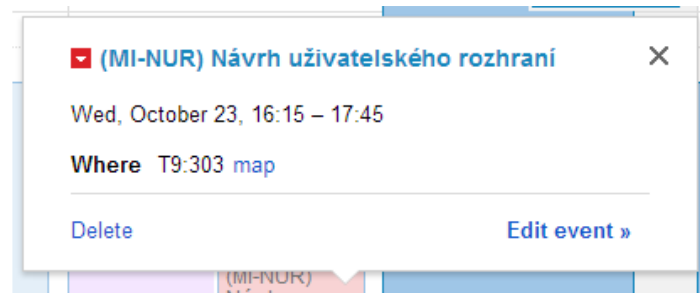 (MI-NUR) Návrh uživatelského rozhraní
Wed, October 23, 16:15 – 17:45
Where T9:303 map
Delete Edit event »
(MI-NUR)